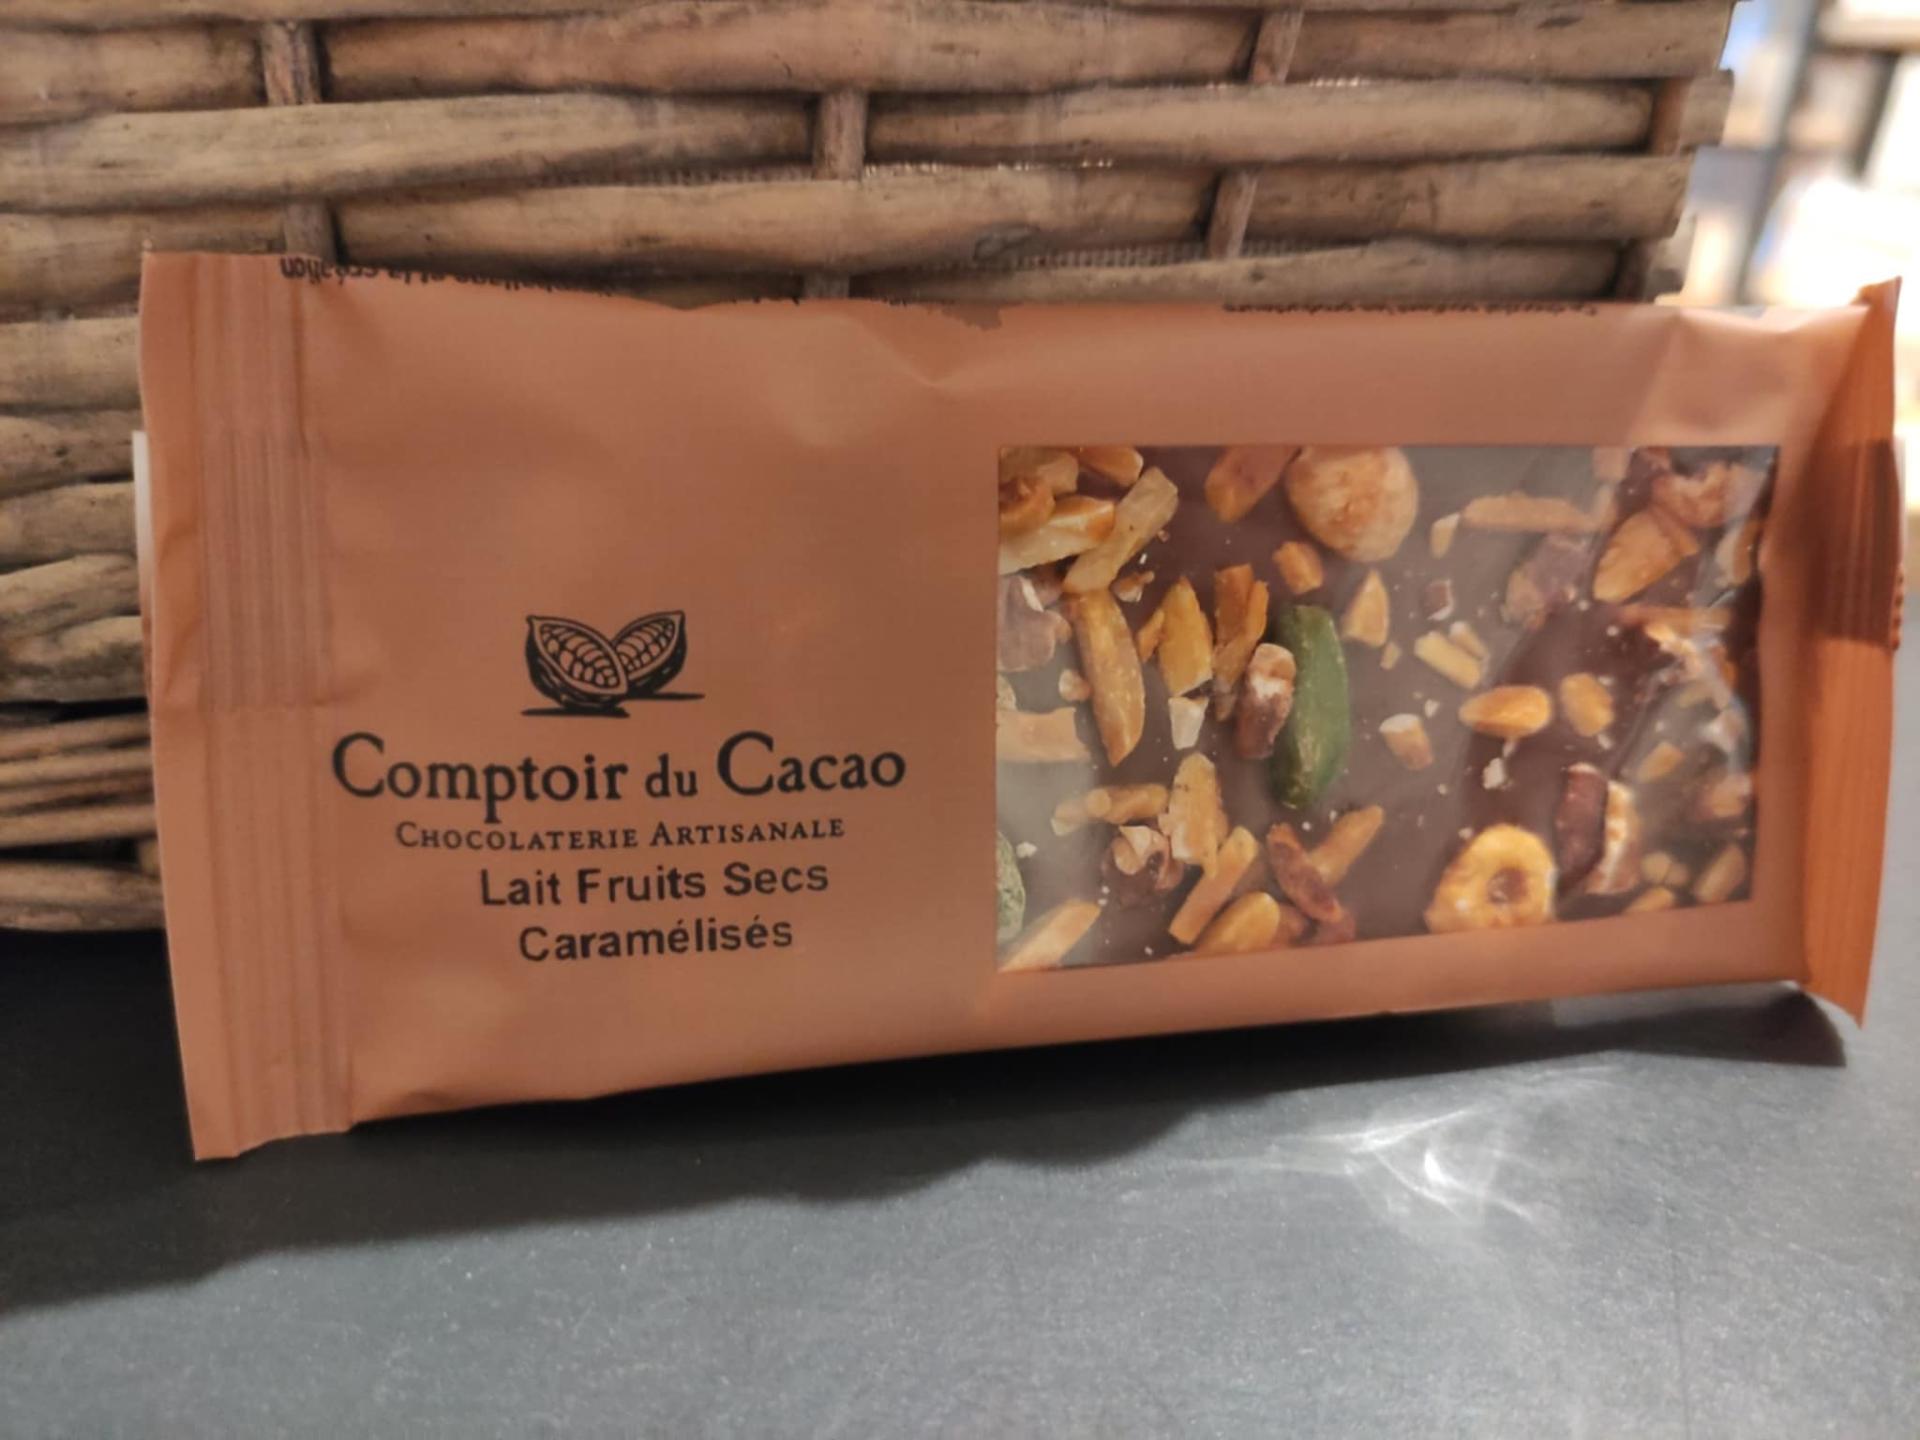 Comptoir du Cacao
Chocolaterie Artisanale
Lait Fruits Secs
Caramélisés